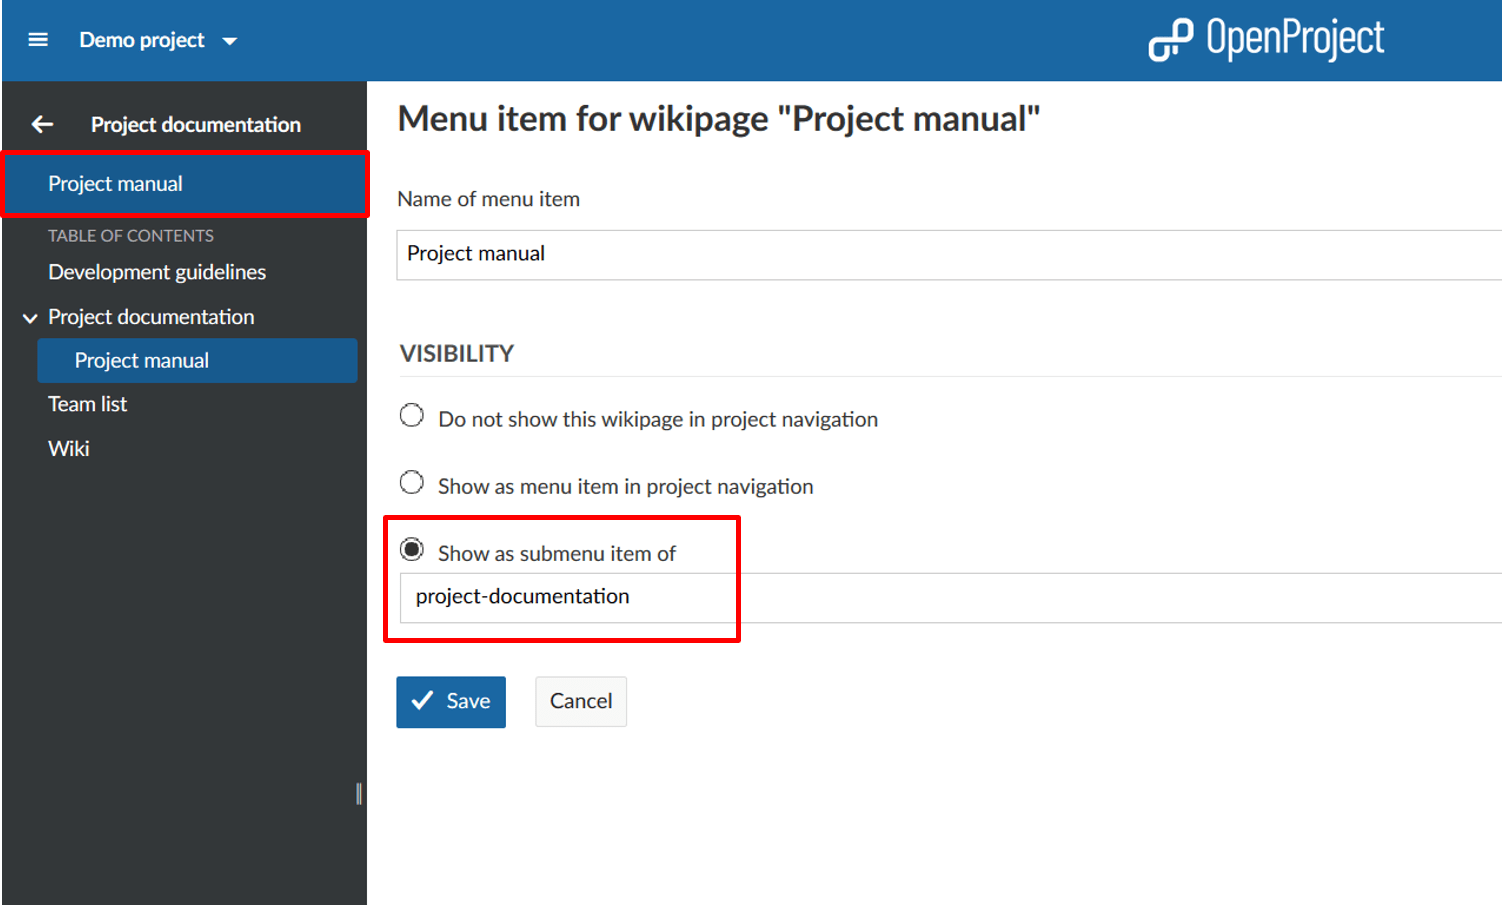 Demo project
OpenProject
Project documentation
Project manual
TABLE OF CONTENTS
Development guidelines
Project documentation
Project manual
Team list
Wiki
Menu item for wikipage "Project manual"
Name of menu item
Project manual
VISIBILITY
Do not show this wikipage in project navigation
Show as menu item in project navigation
Show as submenu item of
project-documentation
Save
Cancel